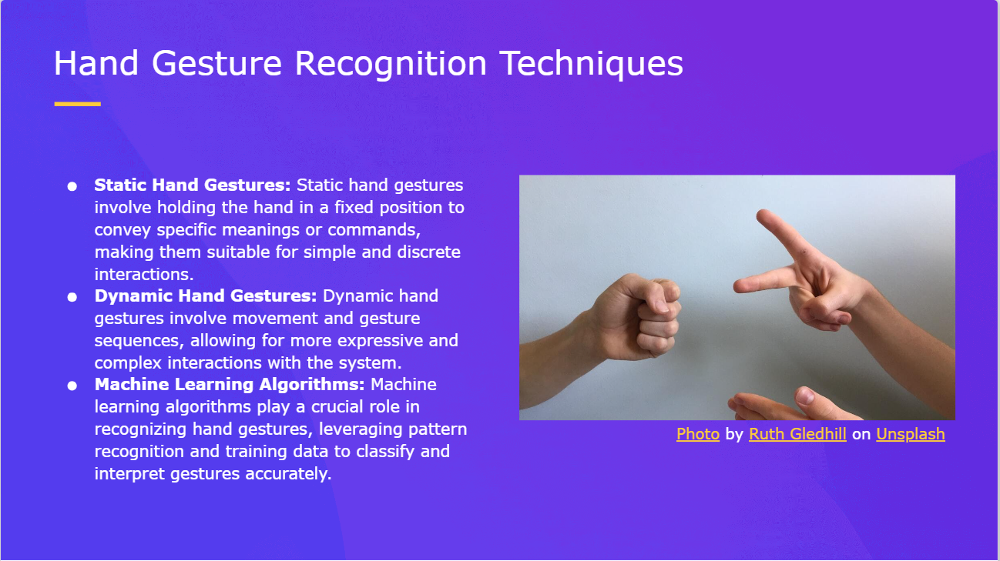 Hand Gesture Recognition Techniques
● Static Hand Gestures: Static hand gestures
involve holding the hand in a fixed position to
convey specific meanings or commands,
making them suitable for simple and discrete
interactions.
● Dynamic Hand Gestures: Dynamic hand
gestures involve movement and gesture
sequences, allowing for more expressive and
complex interactions with the system.
● Machine Learning Algorithms: Machine
learning algorithms play a crucial role in
recognizing hand gestures, leveraging pattern
recognition and training data to classify and
interpret gestures accurately.
Photo by Ruth Gledhill on Unsplash